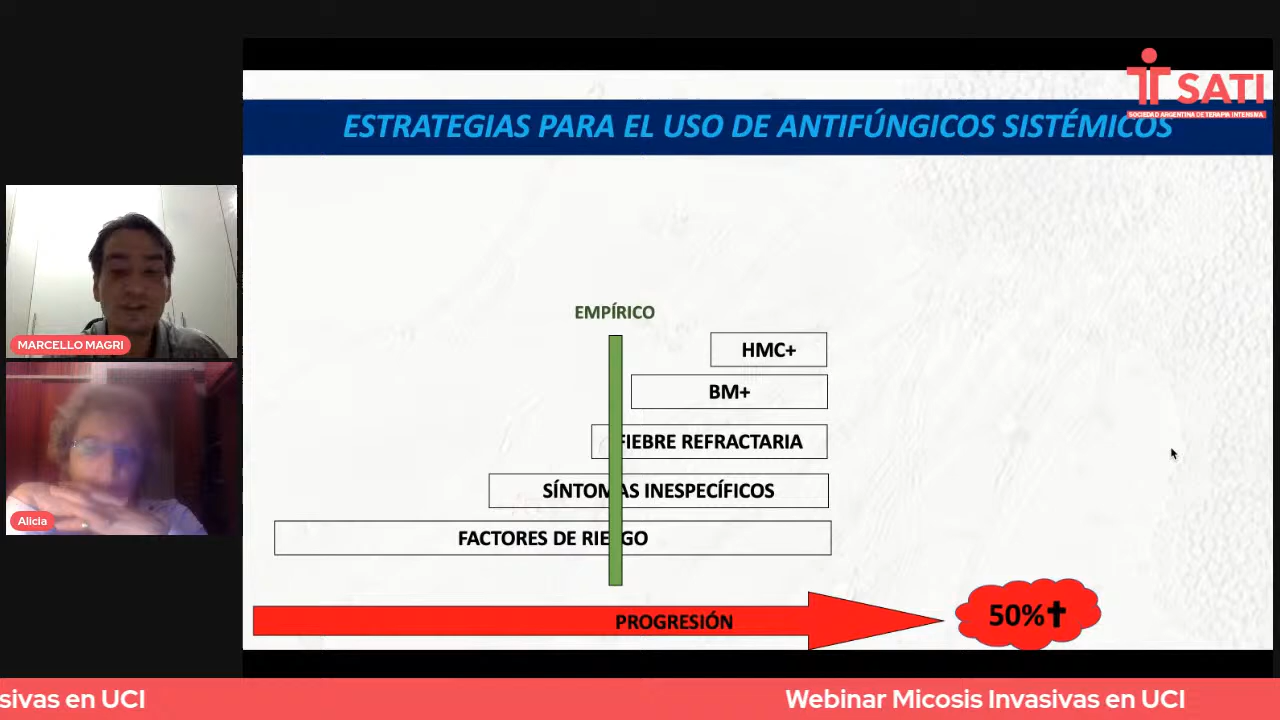 SATI
SOCIEDAD ARGENTINA DE TERAPIA INTENSIVA
ESTRATEGIAS PARA EL USO DE ANTIFÚNGICOS SISTÉMICOS
EMPÍRICO
HMC+
BM+
FIEBRE REFRACTARIA
SÍNTOMAS INESPECÍFICOS
FACTORES DE RIESGO
PROGRESIÓN
50%✝
MARCELLO MAGRI
Alicia
sivas en UCI
Webinar Micosis Invasivas en UCI